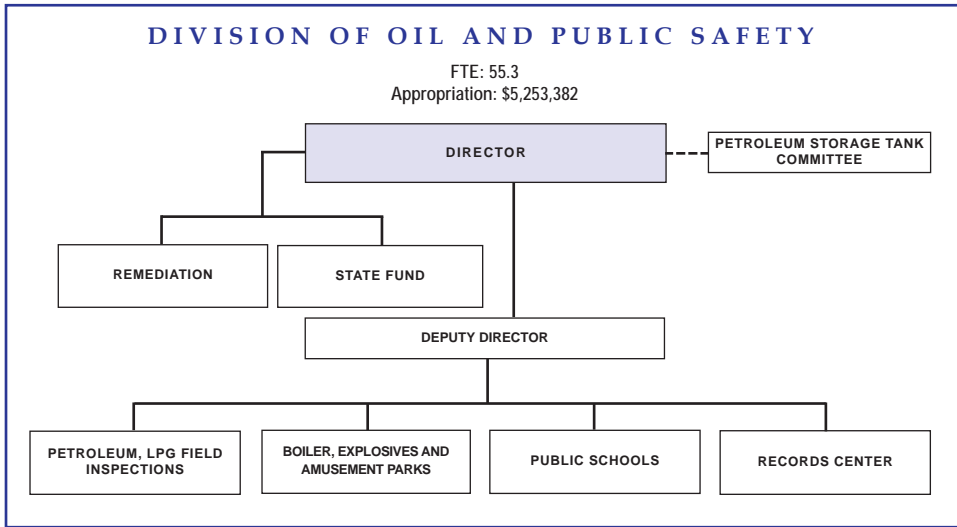 DIVISION OF OIL AND PUBLIC SAFETY
FTE: 55.3
Appropriation: $5,253,382
DIRECTOR
PETROLEUM STORAGE TANK
COMMITTEE
REMEDIATION
STATE FUND
DEPUTY DIRECTOR
PETROLEUM, LPG FIELD
INSPECTIONS
BOILER, EXPLOSIVES AND
AMUSEMENT PARKS
PUBLIC SCHOOLS
RECORDS CENTER